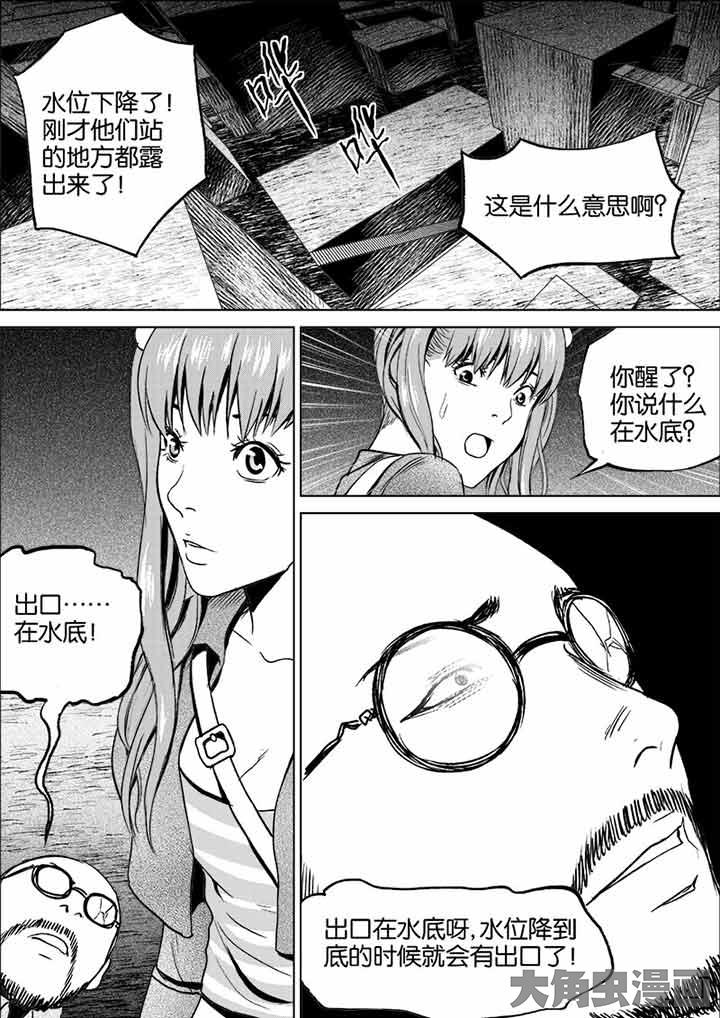 水位下降了！
刚才他们站
的地方都露
出来了！
哗
哗
哗
这是什么意思啊？
出口……
在水底！
你醒了？
你说什么
在水底？
出口在水底呀，水位降到
底的时候就会有出口了！
大角虫漫画